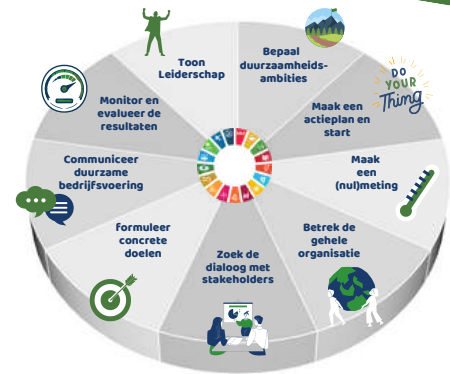 Toon
Leiderschap
Bepaal
duurzaamheids-
ambities
DO
YOUR
Thing
Maak een
actieplan en
start
Maak
een
(nul)meting
Betrek de
gehele
organisatie
Zoek de
dialoog met
stakeholders
formuleer
concrete
doelen
Communiceer
duurzame
bedrijfsvoering
Monitor en
evalueer de
resultaten